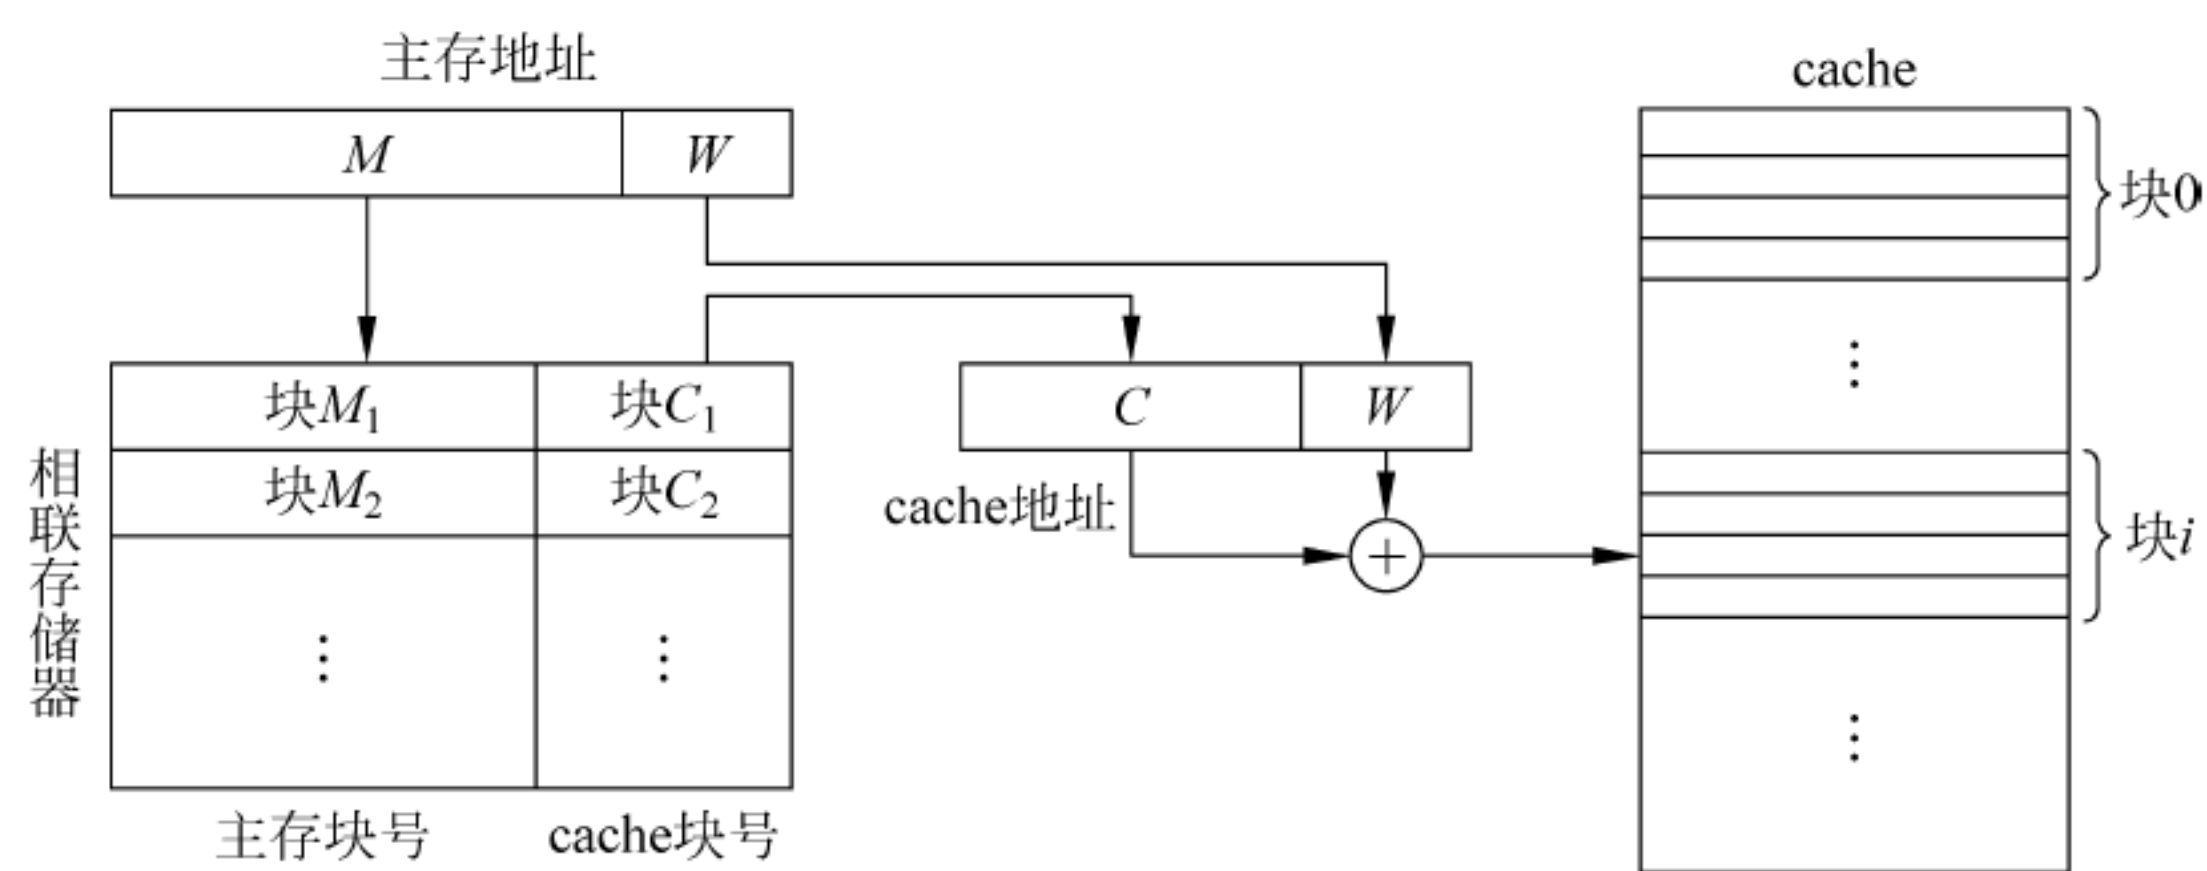 主存地址
cache
M W
块0
块M1 块C1
C W
相联存储器
块M2 块C2
cache地址
+
块i
⋮
主存块号 cache块号